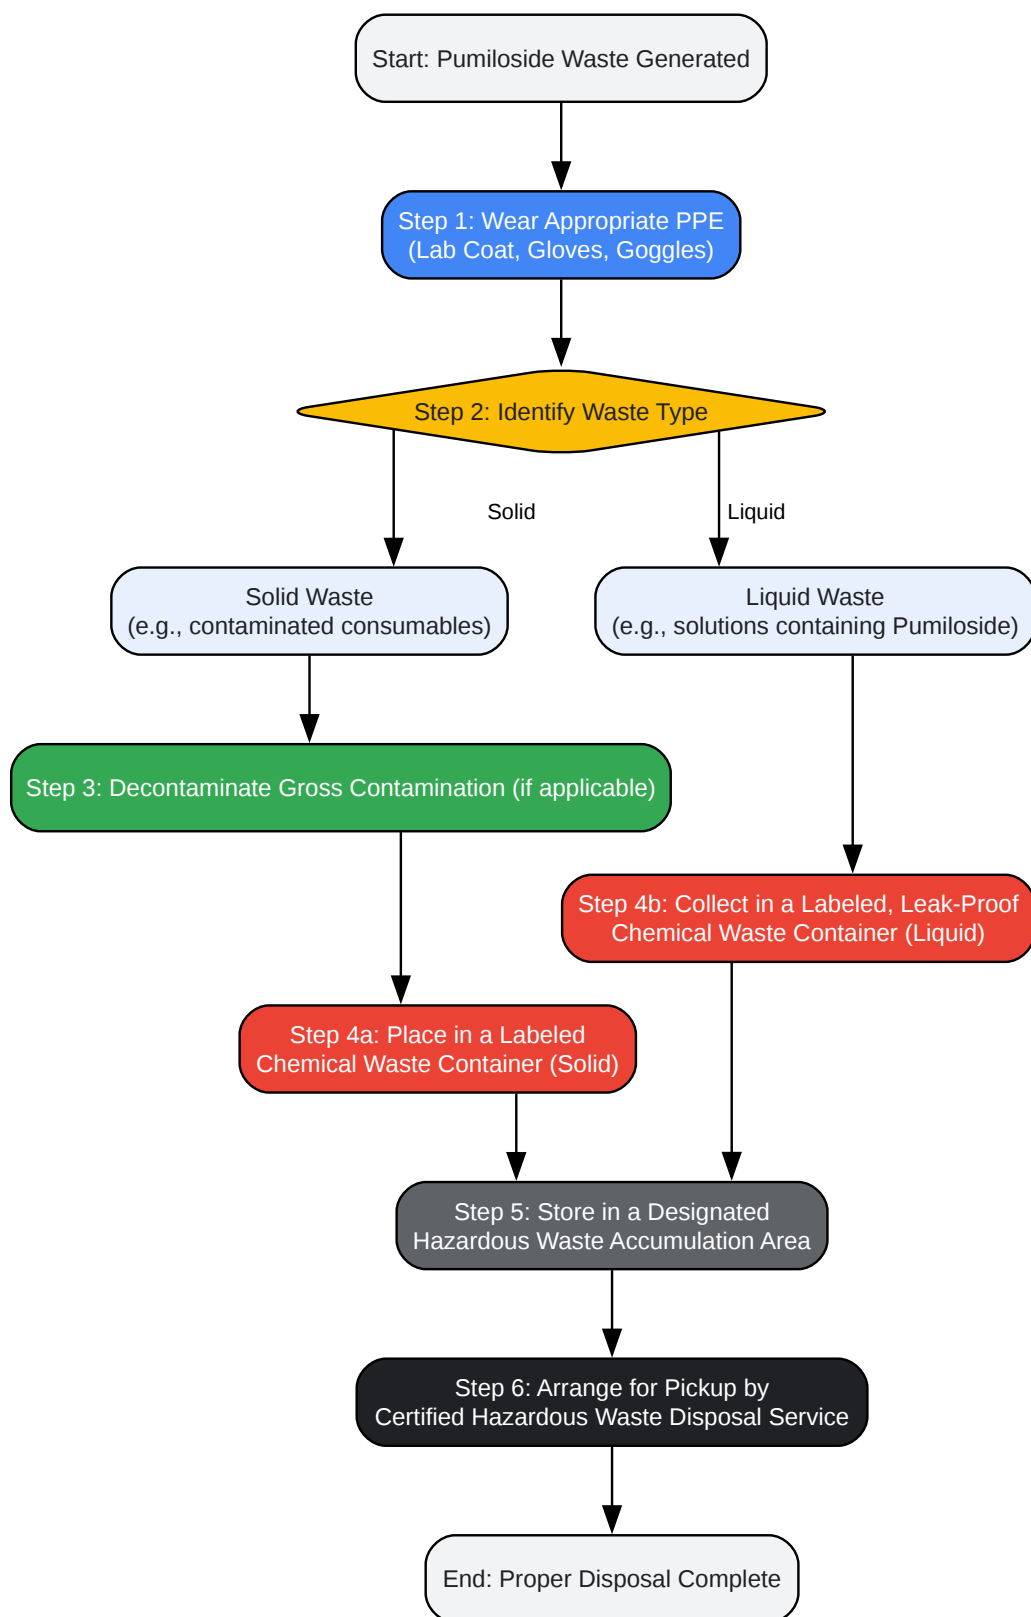 Start: Pumiloside Waste Generated
Step 1: Wear Appropriate PPE
(Lab Coat, Gloves, Goggles)
Step 2: Identify Waste Type
Solid
Liquid
Solid Waste
(e.g., contaminated consumables)
Liquid Waste
(e.g., solutions containing Pumiloside)
Step 3: Decontaminate Gross Contamination (if applicable)
Step 4b: Collect in a Labeled, Leak-Proof
Chemical Waste Container (Liquid)
Step 4a: Place in a Labeled
Chemical Waste Container (Solid)
Step 5: Store in a Designated
Hazardous Waste Accumulation Area
Step 6: Arrange for Pickup by
Certified Hazardous Waste Disposal Service
End: Proper Disposal Complete